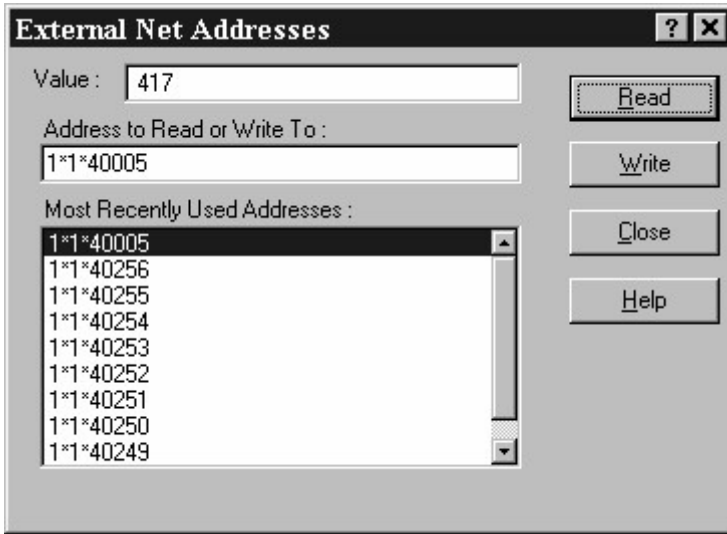 External Net Addresses
Value : 417
Read
Address to Read or Write To :
1*1*40005
Write
Most Recently Used Addresses :
1*1*40005
1*1*40256
1*1*40255
1*1*40254
1*1*40253
1*1*40252
1*1*40251
1*1*40250
1*1*40249
Close
Help